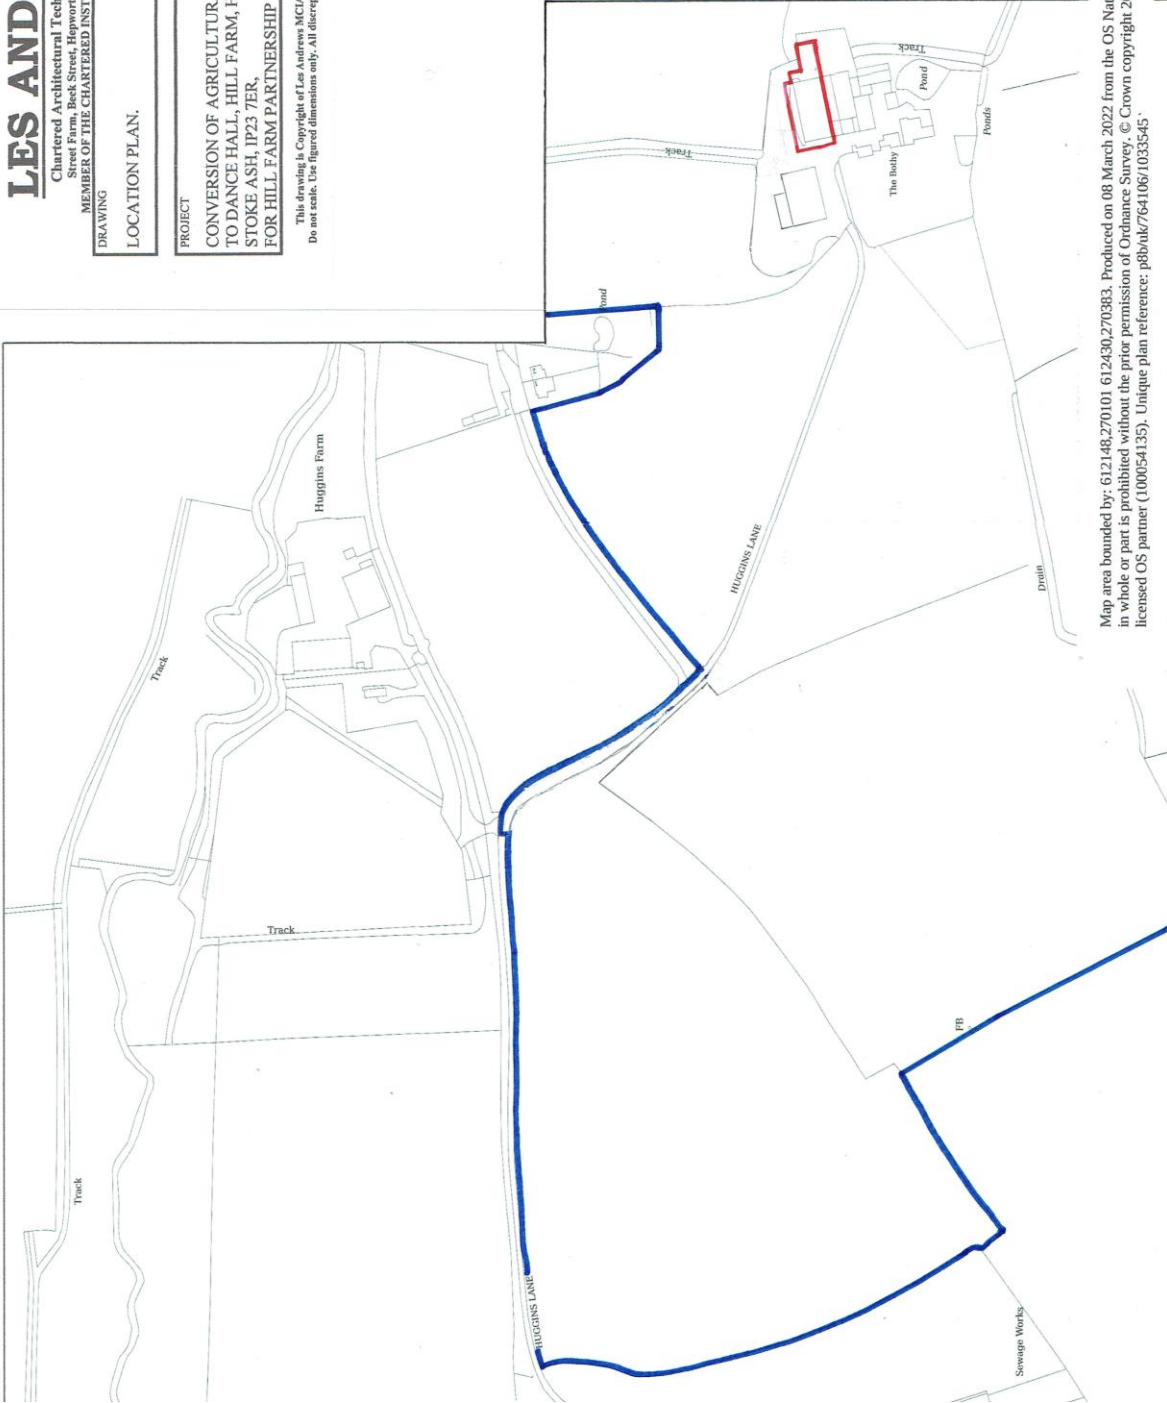 LES AND
Chartered Architectural Tech
Street Farm, Beck Street, Hepwort
MEMBER OF THE CHARTERED INST
DRAWING
LOCATION PLAN.
PROJECT
CONVERSION OF AGRICULTUR
TO DANCE HALL, HILL FARM, H
STOKE ASH, IP23 7ER,
FOR HILL FARM PARTNERSHIP
This drawing is Copyright of Les Andrews MCI
Do not scale. Use figured dimensions only. All discrep
Track
Pond
Ponds
Track
The Bothy
Pond
Huggins Farm
HUGGINS LANE
Drain
Track
Track
FB
Track
HUGGINS LANE
Sewage Works
Map area bounded by: 612148,270101 612430,270383. Produced on 08 March 2022 from the OS Nat
in whole or part is prohibited without the prior permission of Ordnance Survey. © Crown copyright 2
licensed OS partner (100054135). Unique plan reference: p8b/uk/764106/1033545